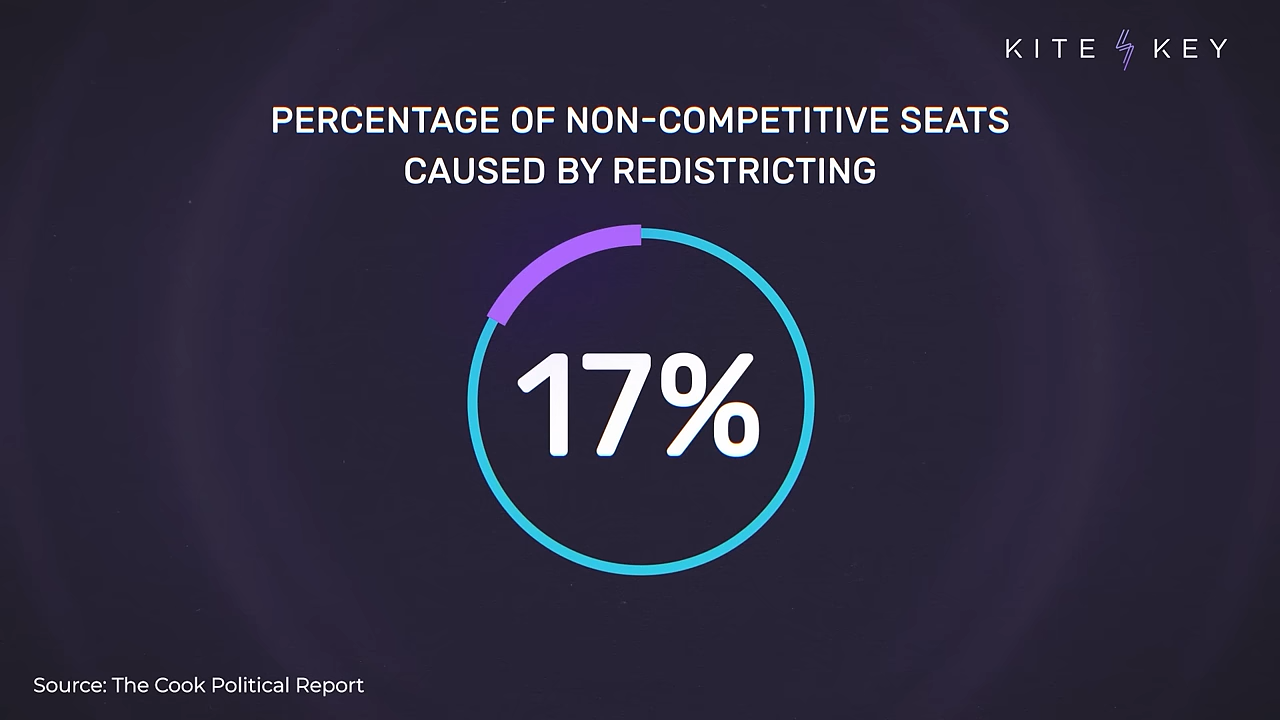 KITE KEY
PERCENTAGE OF NON-COMPETITIVE SEATS
CAUSED BY REDISTRICTING
17%
Source: The Cook Political Report